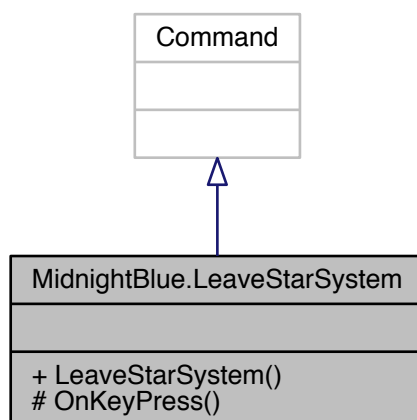 Command
MidnightBlue.LeaveStarSystem
+ LeaveStarSystem()
# OnKeyPress()